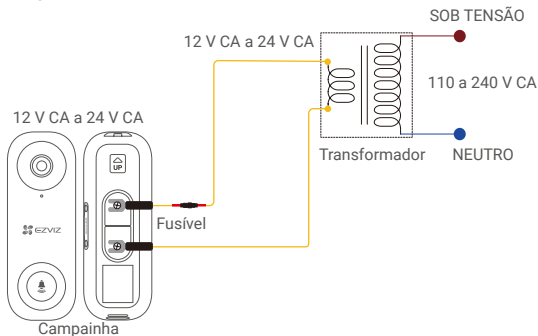 SOB TENSÃO
12 V CA a 24 V CA
110 a 240 V CA
12 V CA a 24 V CA
Transformador
NEUTRO
UP
Fusível
EZVIZ
Campainha